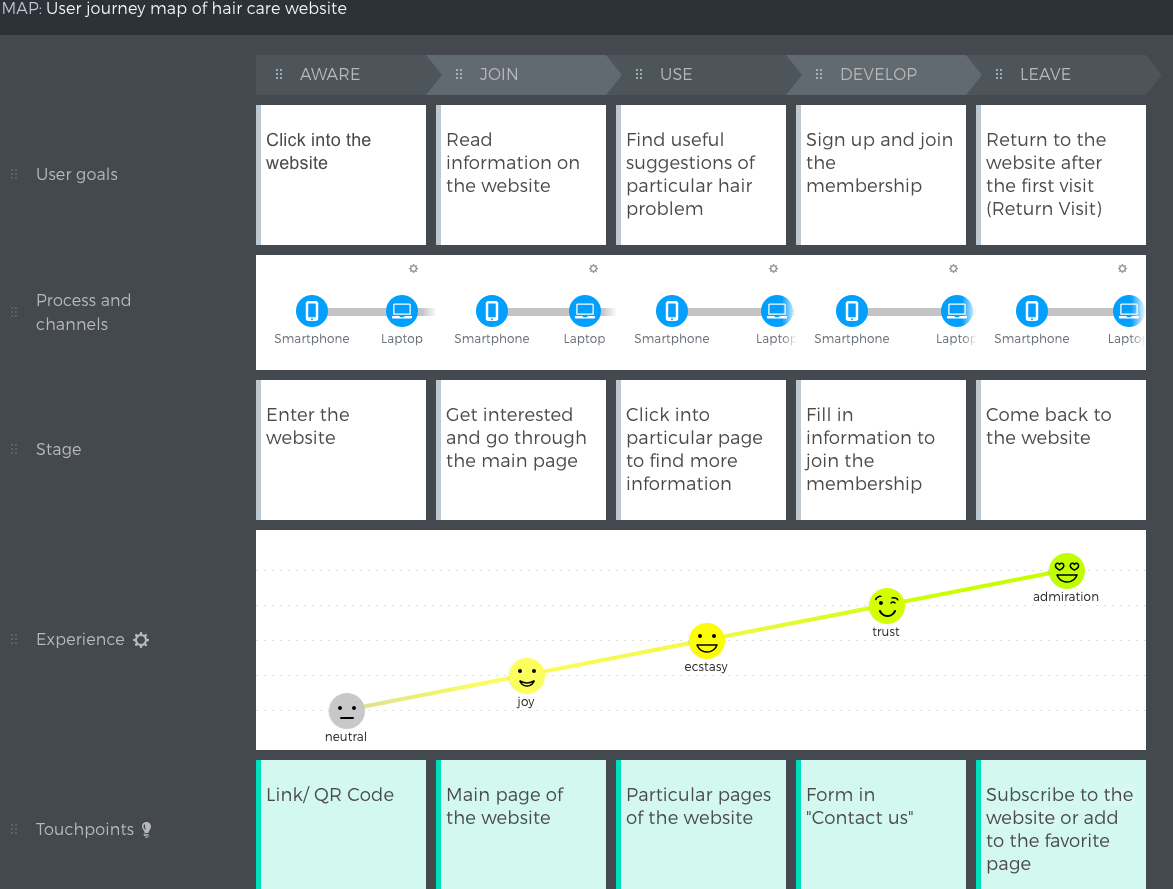 MAP: User journey map of hair care website
AWARE
JOIN
USE
DEVELOP
LEAVE
User goals
Click into the
website
Read
information on
the website
Find useful
suggestions of
particular hair
problem
Sign up and join
the
membership
Return to the
website after
the first visit
(Return Visit)
Process and
channels
Smartphone
Laptop
Smartphone
Laptop
Smartphone
Laptop
Smartphone
Laptop
Smartphone
Laptop
Stage
Enter the
website
Get interested
and go through
the main page
Click into
particular page
to find more
information
Fill in
information to
join the
membership
Come back to
the website
Experience
neutral
joy
ecstasy
trust
admiration
Touchpoints
Link/ QR Code
Main page of
the website
Particular pages
of the website
Form in
"Contact us"
Subscribe to the
website or add
to the favorite
page